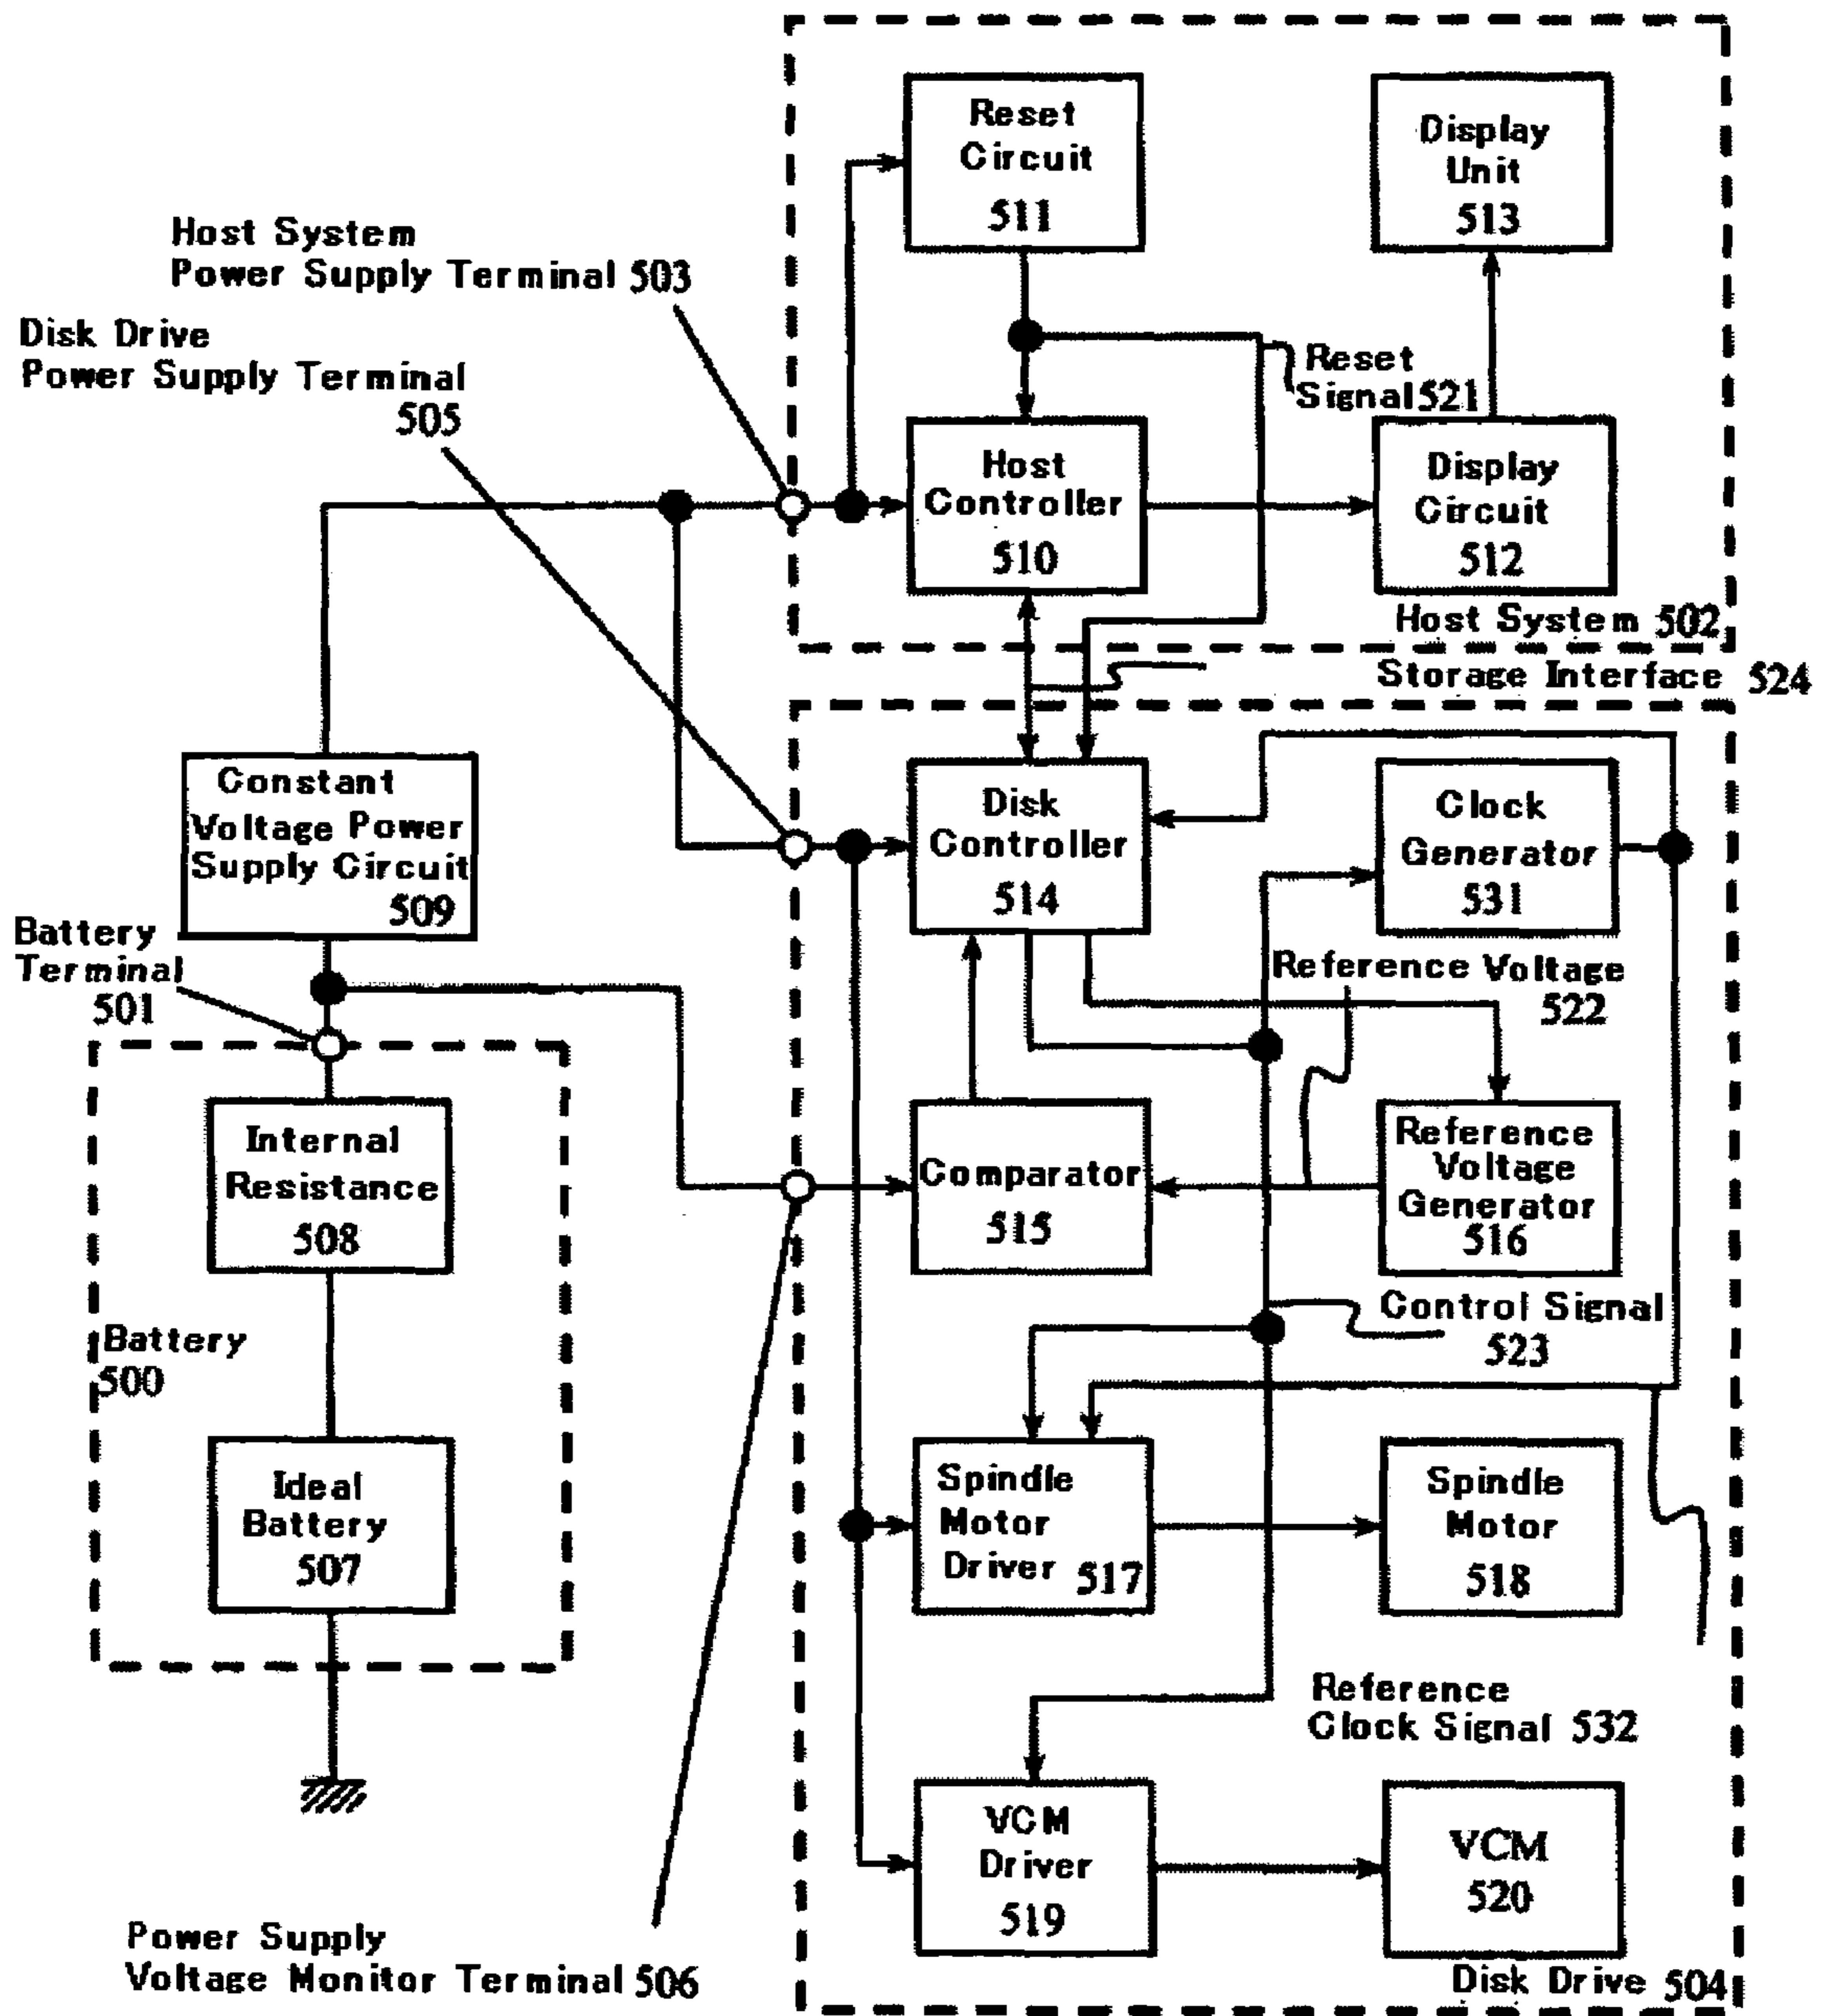 Reset
Circuit
511
Display
Unit
513
Host System
Power Supply Terminal 503
Disk Drive
Power Supply Terminal
505
Reset
Signal 521
Host
Controller
510
Display
Circuit
512
Host System 502
Storage Interface 524
Constant
Voltage Power
Supply Circuit
509
Disk
Controller
514
Clock
Generator
531
Battery
Terminal
501
Reference Voltage
522
Internal
Resistance
508
Comparator
515
Reference
Voltage
Generator
516
Control Signal
523
Battery
500
Ideal
Battery
507
Spindle
Motor
Driver 517
Spindle
Motor
518
Reference
Clock Signal 532
VCM
Driver
519
VCM
520
Power Supply
Voltage Monitor Terminal 506
Disk Drive 504